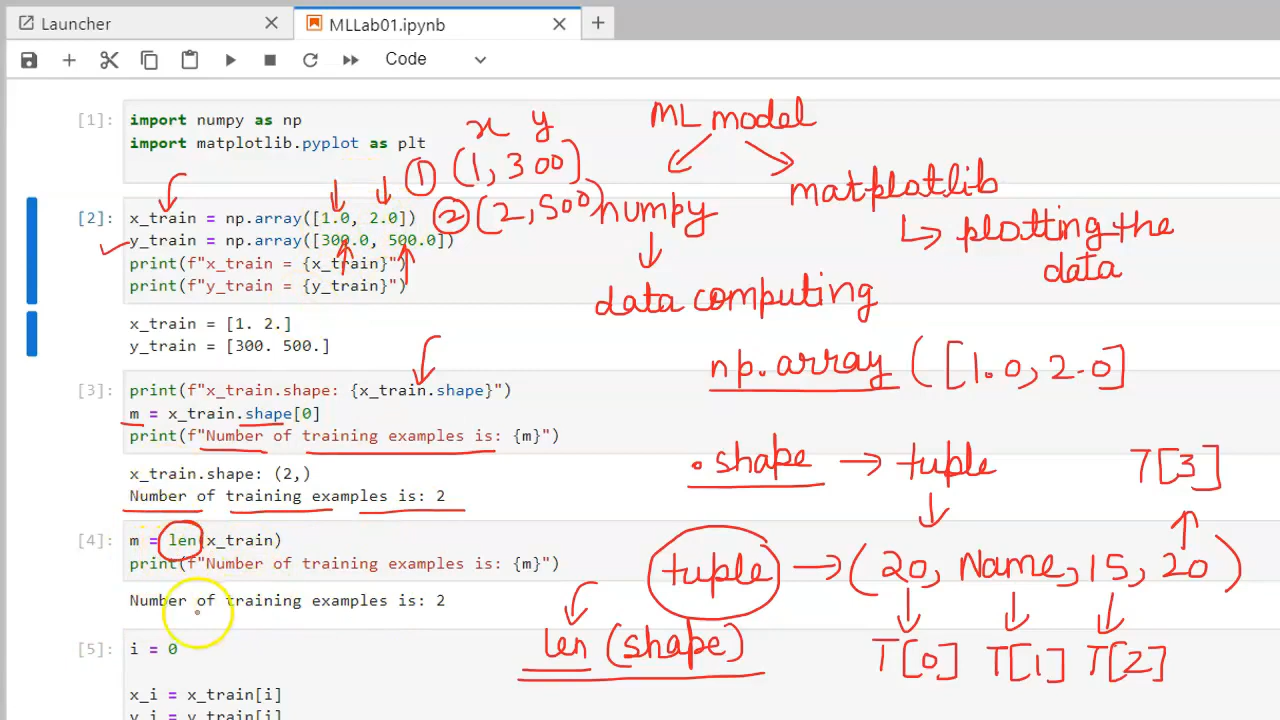 Launcher
MLLab01.ipynb
Code
[1]: import numpy as np
import matplotlib.pyplot as plt
[2]: x_train = np.array([1.0, 2.0])
y_train = np.array([300.0, 500.0])
print(f"x_train = {x_train}")
print(f"y_train = {y_train}")
x_train = [1. 2.]
y_train = [300. 500.]
[3]: print(f"x_train.shape: {x_train.shape}")
m = x_train.shape[0]
print(f"Number of training examples is: {m}")
x_train.shape: (2,)
Number of training examples is: 2
[4]: m = len(x_train)
print(f"Number of training examples is: {m}")
Number of training examples is: 2
[5]: i = 0
x_i = x_train[i]
y_i = y_train[i]
x y
① (1, 300)
② (2, 500)
ML model
numpy
matplotlib
↳ plotting the
data
data computing
np.array ([1.0, 2.0]
.shape → tuple
T[3]
tuple → (20, Name, 15, 20)
len (shape)
T[0] T[1] T[2]